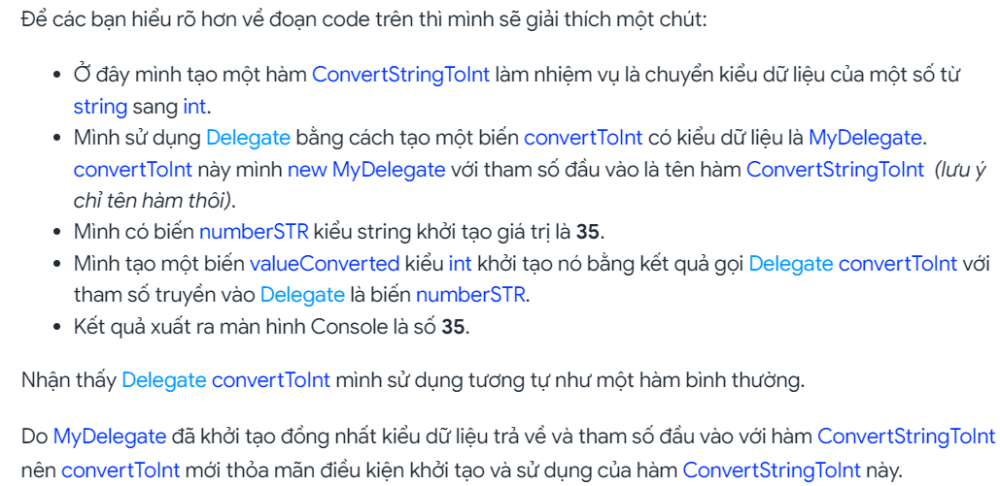 Để các bạn hiểu rõ hơn về đoạn code trên thì mình sẽ giải thích một chút:
• Ở đây mình tạo một hàm ConvertStringToInt làm nhiệm vụ là chuyển kiểu dữ liệu của một số từ
string sang int.
• Mình sử dụng Delegate bằng cách tạo một biến convertToInt có kiểu dữ liệu là MyDelegate.
convertToInt này mình new MyDelegate với tham số đầu vào là tên hàm ConvertStringToInt (lưu ý
chỉ tên hàm thôi).
• Mình có biến numberSTR kiểu string khởi tạo giá trị là 35.
• Mình tạo một biến valueConverted kiểu int khởi tạo nó bằng kết quả gọi Delegate convertToInt với
tham số truyền vào Delegate là biến numberSTR.
• Kết quả xuất ra màn hình Console là số 35.
Nhận thấy Delegate convertToInt mình sử dụng tương tự như một hàm bình thường.
Do MyDelegate đã khởi tạo đồng nhất kiểu dữ liệu trả về và tham số đầu vào với hàm ConvertStringToInt
nên convertToInt mới thỏa mãn điều kiện khởi tạo và sử dụng của hàm ConvertStringToInt này.